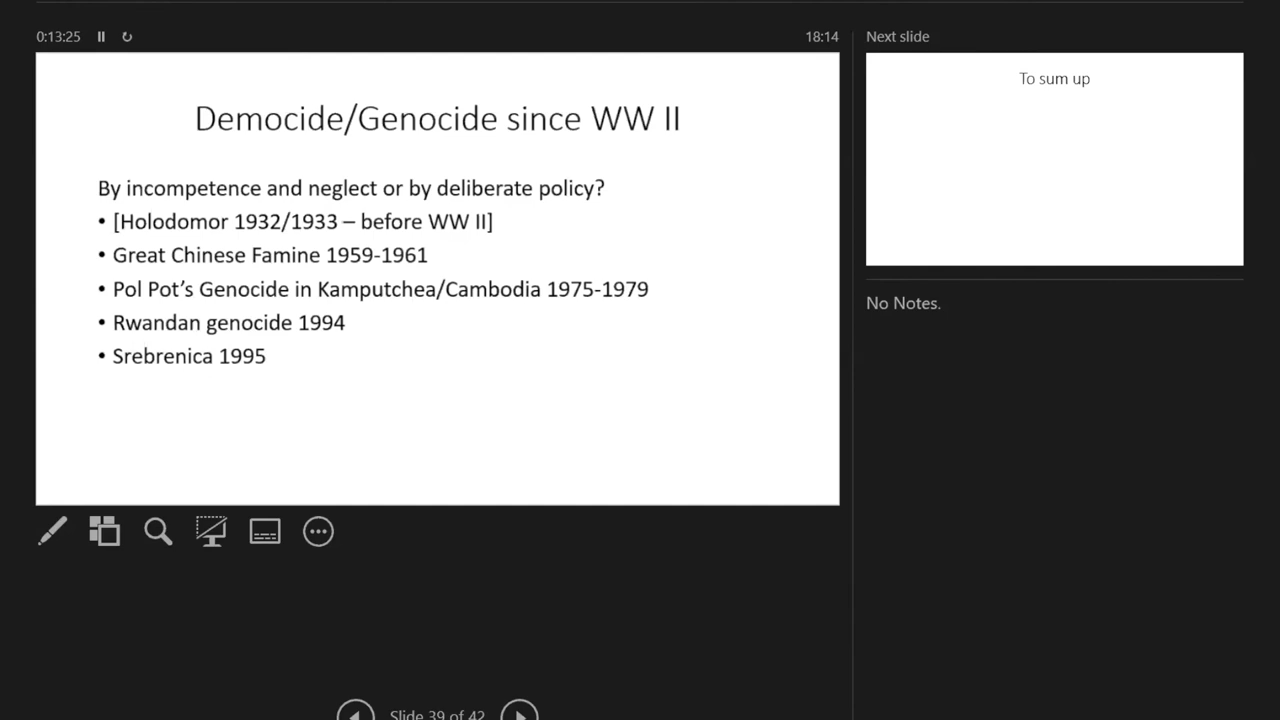 0:13:25
18:14
Next slide
Democide/Genocide since WW II
By incompetence and neglect or by deliberate policy?
• [Holodomor 1932/1933 – before WW II]
• Great Chinese Famine 1959-1961
• Pol Pot’s Genocide in Kamputchea/Cambodia 1975-1979
• Rwandan genocide 1994
• Srebrenica 1995
To sum up
No Notes.
Slide 39 of 42